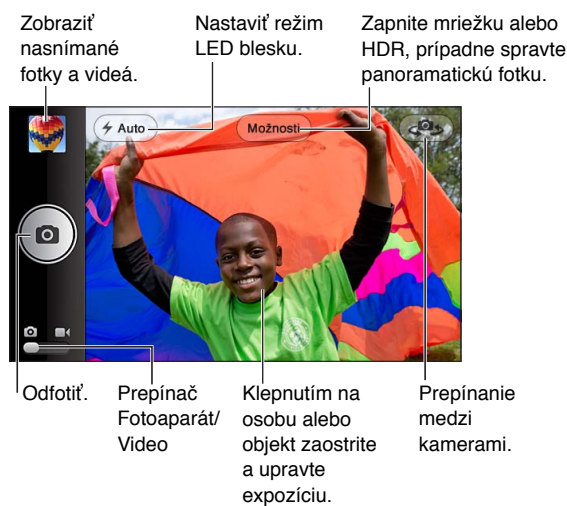 Zobraziť
nasnímané
fotky a videá.
Nastaviť režim
LED blesku.
Zapnite mriežku alebo
HDR, prípadne spravte
panoramatickú fotku.
Auto
Možnosti
Odfotiť.
Prepínač
Fotoaparát/
Video
Klepnutím na
osobu alebo
objekt zaostrite
a upravte
expozíciu.
Prepínanie
medzi
kamerami.